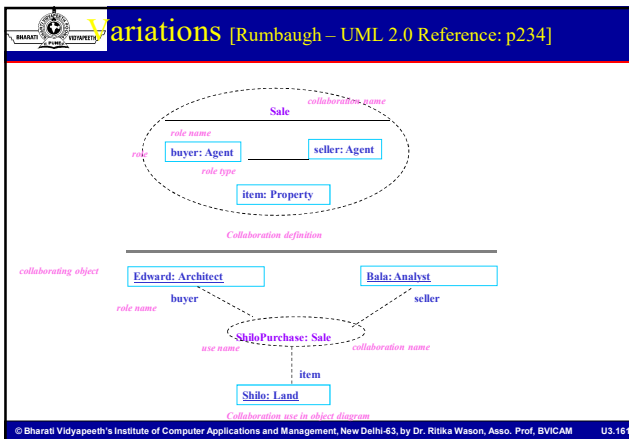 BHARATI VIDYAPEETH
PUNE
Variations [Rumbaugh – UML 2.0 Reference: p234]
collaboration name
Sale
role name
role
buyer: Agent
seller: Agent
role type
item: Property
Collaboration definition
collaborating object
Edward: Architect
Bala: Analyst
buyer
seller
role name
ShiloPurchase: Sale
use name
collaboration name
item
Shilo: Land
Collaboration use in object diagram
© Bharati Vidyapeeth's Institute of Computer Applications and Management, New Delhi-63, by Dr. Ritika Wason, Asso. Prof, BVICAM U3.161